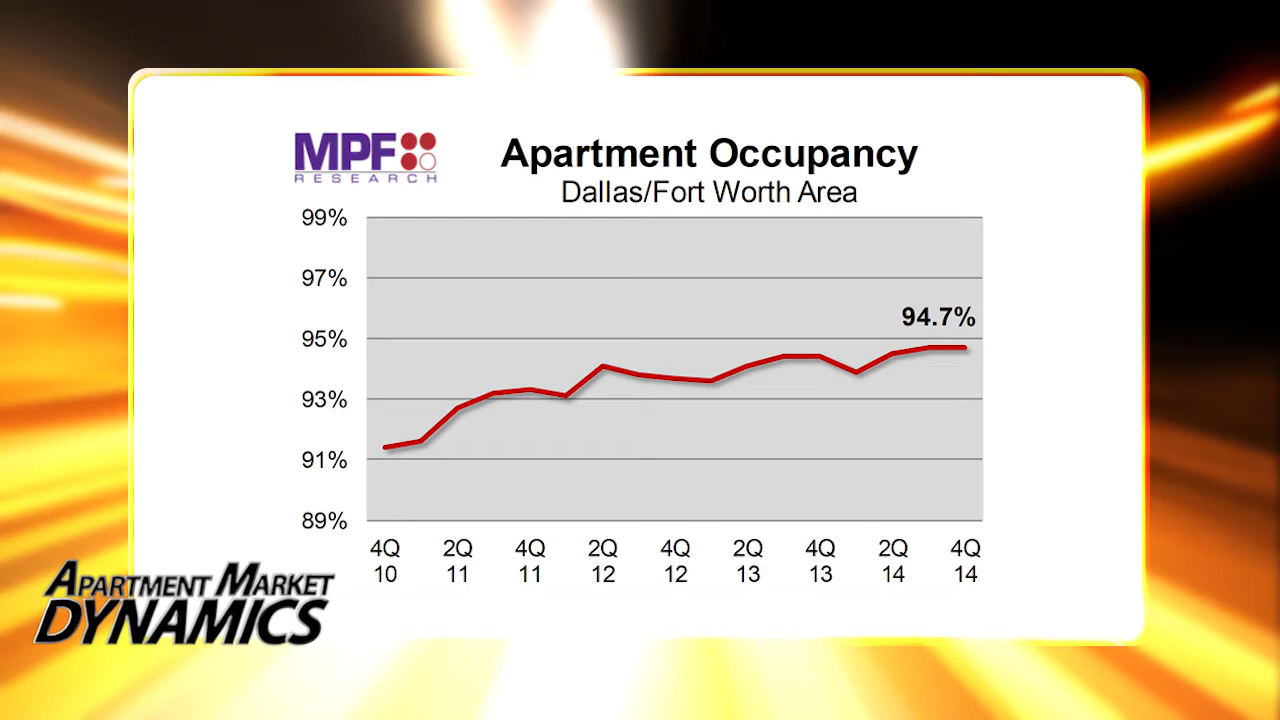 MPF
RESEARCH
Apartment Occupancy
Dallas/Fort Worth Area
99%
97%
94.7%
95%
93%
91%
89%
4Q 2Q 4Q 2Q 4Q 2Q 4Q 2Q 4Q
10 11 11 12 12 13 13 14 14
APARTMENT MARKET
DYNAMICS